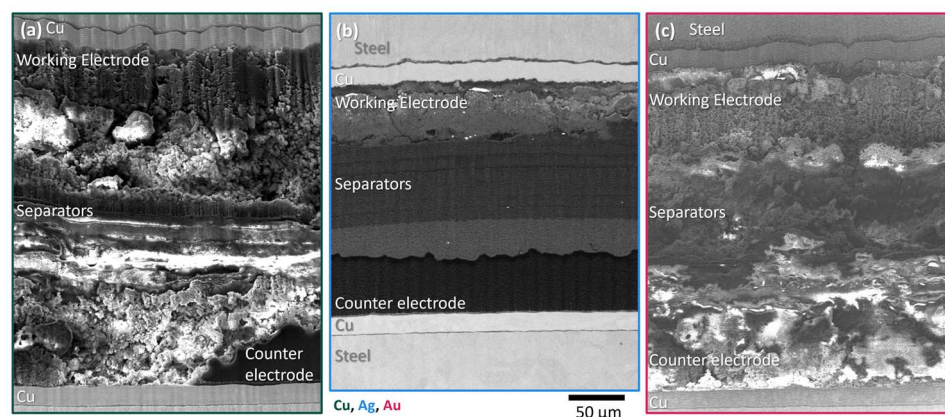 (a)
Cu
Working Electrode
Separators
Counter
electrode
Cu
(b)
Steel
Cu
Working Electrode
Separators
Counter electrode
Cu
Steel
(c)
Steel
Cu
Working Electrode
Separators
Counter electrode
Cu
Cu, Ag, Au
50 µm